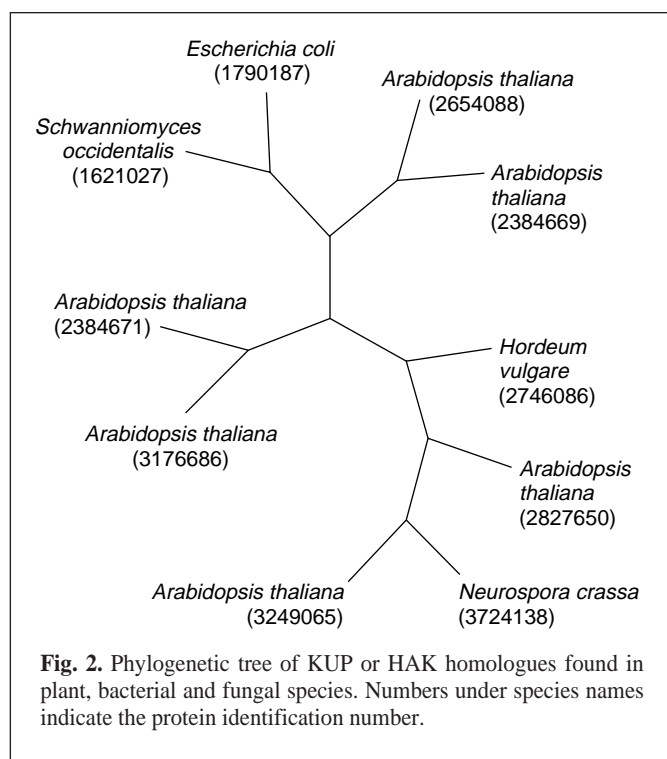 Escherichia coli
(1790187)
Arabidopsis thaliana
(2654088)
Schwanniomyces
occidentalis
(1621027)
Arabidopsis
thaliana
(2384669)
Arabidopsis thaliana
(2384671)
Hordeum
vulgare
(2746086)
Arabidopsis thaliana
(3176686)
Arabidopsis
thaliana
(2827650)
Arabidopsis thaliana
(3249065)
Neurospora crassa
(3724138)
Fig. 2. Phylogenetic tree of KUP or HAK homologues found in
plant, bacterial and fungal species. Numbers under species names
indicate the protein identification number.